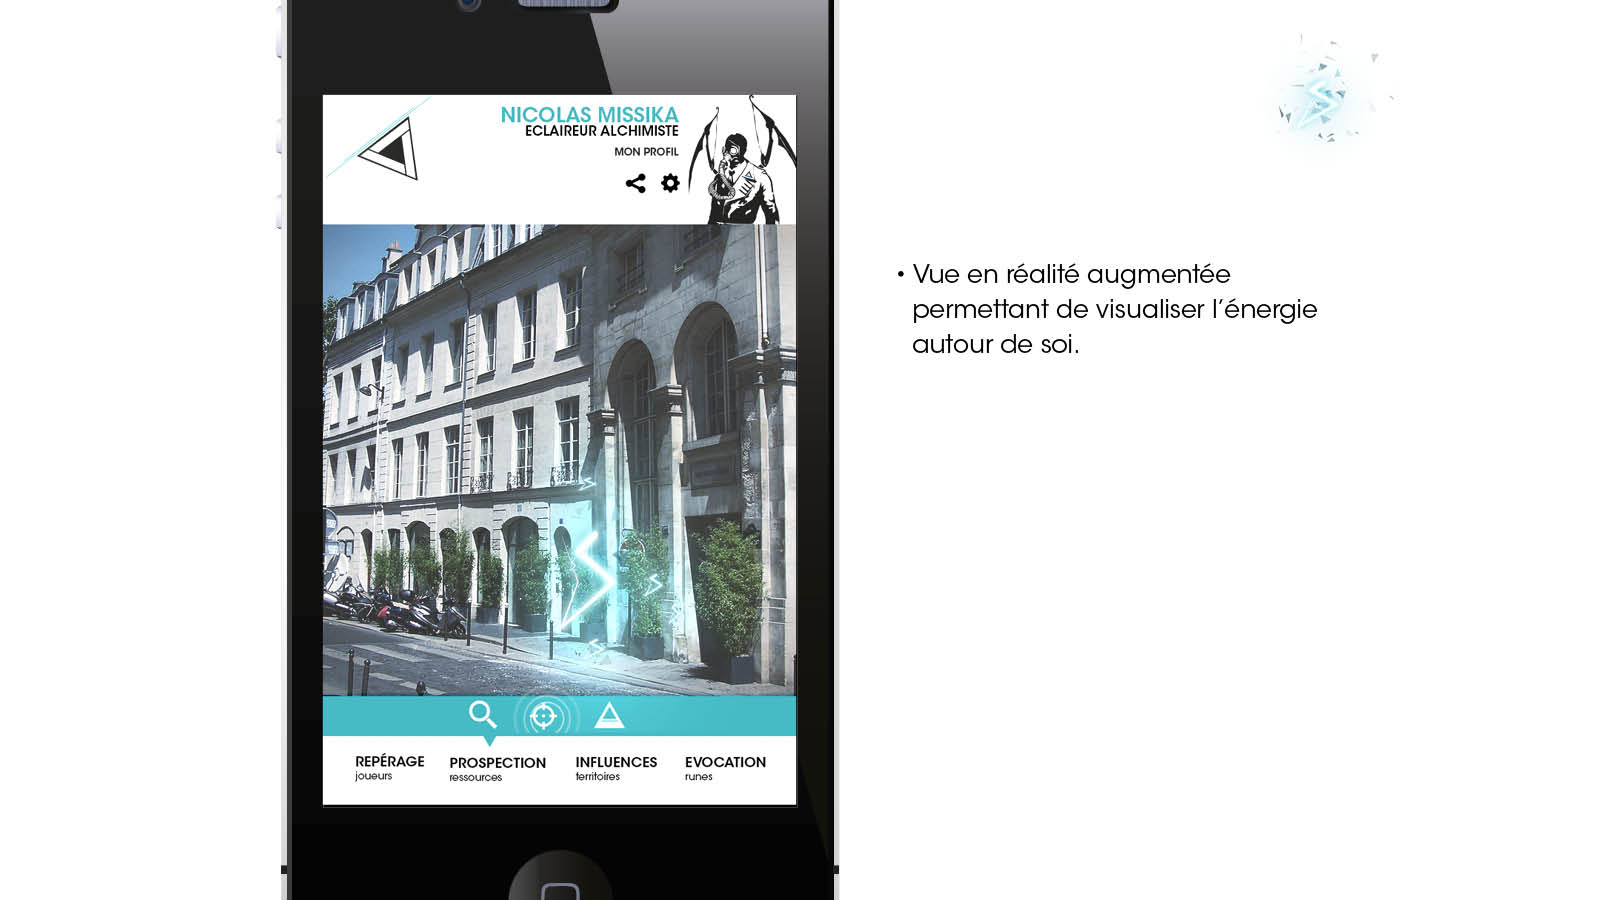 NICOLAS MISSIKA
ECLAIREUR ALCHIMISTE
MON PROFIL
REPÉRAGE
joueurs
PROSPECTION
ressources
INFLUENCES
territoires
EVOCATION
runes
• Vue en réalité augmentée
permettant de visualiser l’énergie
autour de soi.